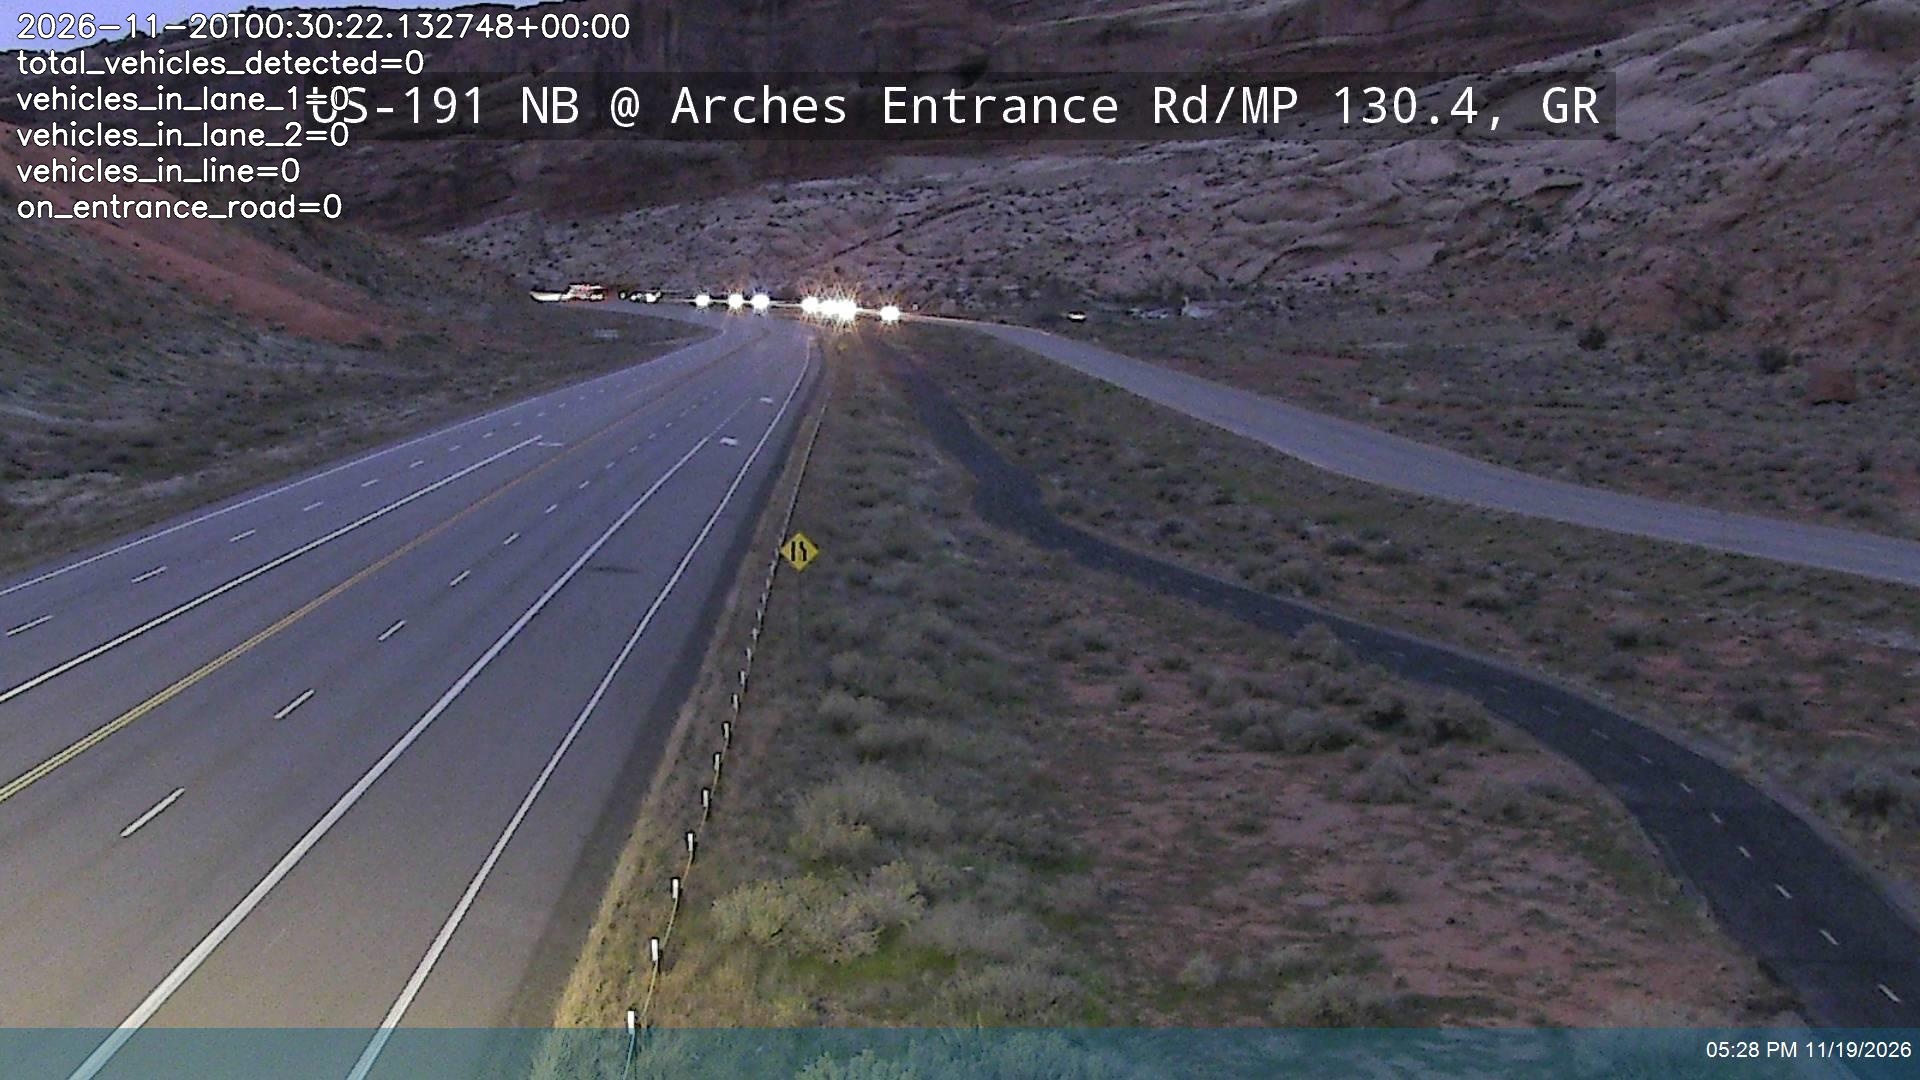 2026-11-20T00:30:22.132748+00:00
total_vehicles_detected=0
vehicles_in_lane_1=0
US-191 NB @ Arches Entrance Rd/MP 130.4, GR
vehicles_in_lane_2=0
vehicles_in_line=0
on_entrance_road=0
05:28 PM 11/19/2026